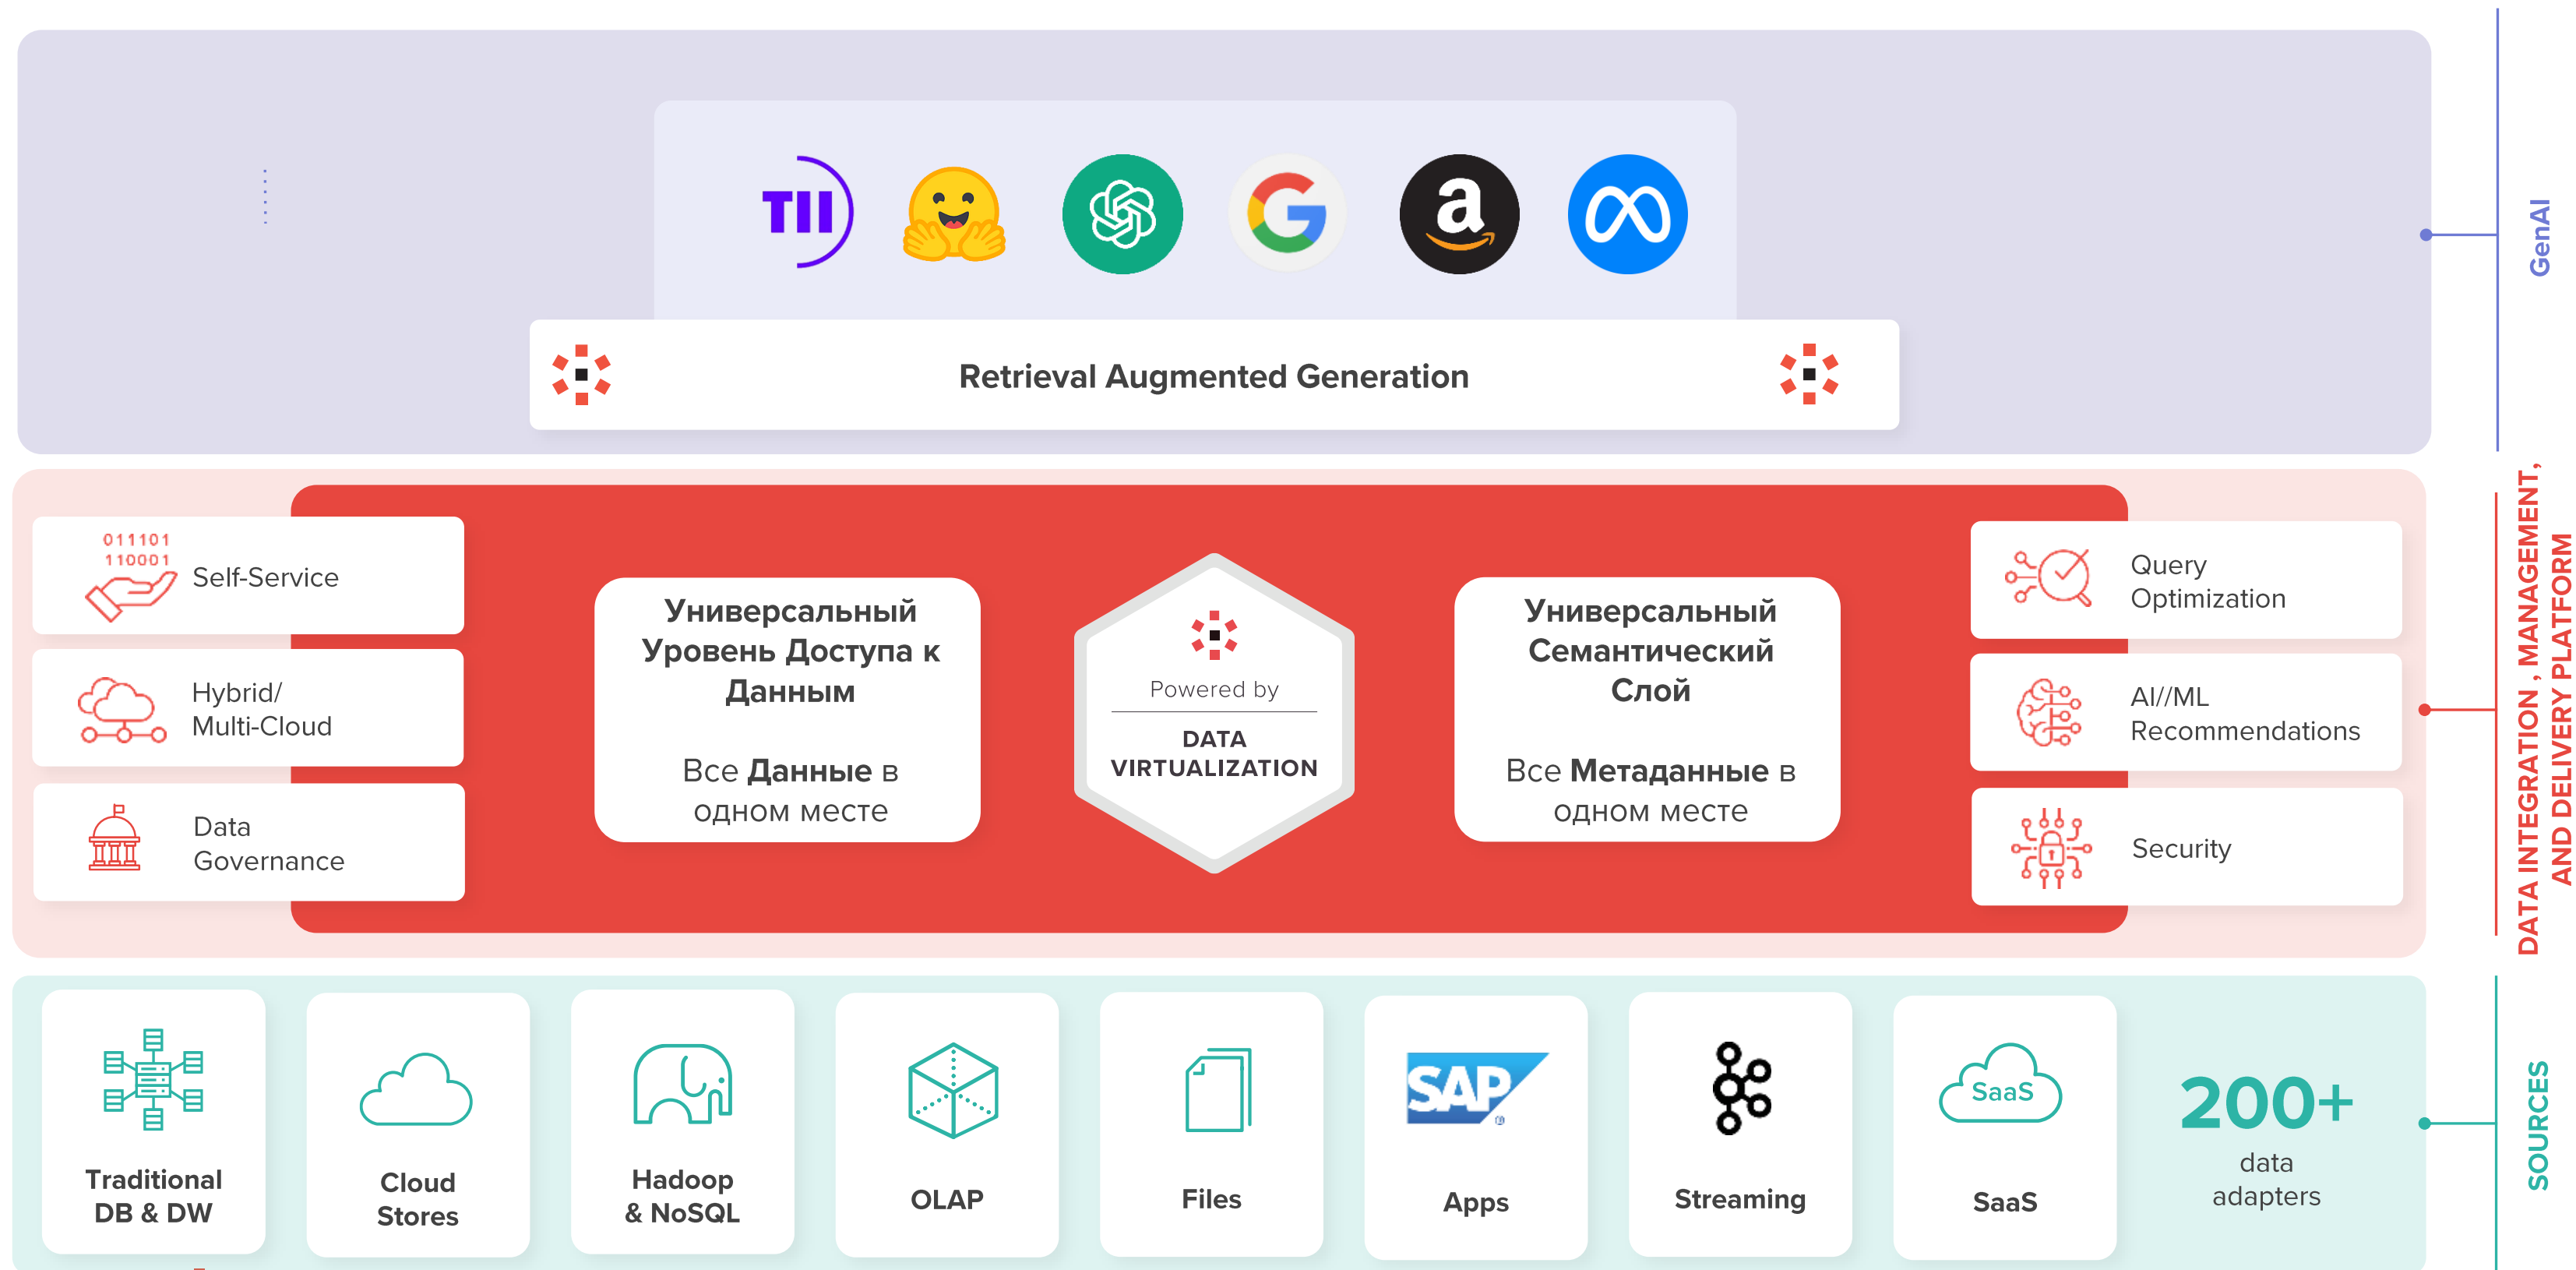 TII
a
Retrieval Augmented Generation
GenAI
011101
110001
Self-Service
Hybrid/
Multi-Cloud
Data
Governance
Универсальный
Уровень Доступа к
Данным
Все Данные в
одном месте
Powered by
DATA
VIRTUALIZATION
Универсальный
Семантический
Слой
Все Метаданные в
одном месте
Query
Optimization
AI//ML
Recommendations
Security
DATA INTEGRATION , MANAGEMENT,
AND DELIVERY PLATFORM
Traditional
DB & DW
Cloud
Stores
Hadoop
& NoSQL
OLAP
Files
SAP
Apps
Streaming
SaaS
SaaS
200+
data
adapters
SOURCES